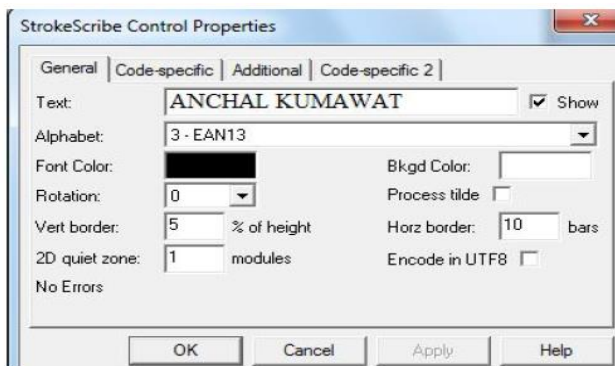 StrokeScribe Control Properties
General Code-specific Additional Code-specific 2
Text: ANCHAL KUMAWAT Show
Alphabet: 3 - EAN13
Font Color: Bkgd Color:
Rotation: 0 Process tilde
Vert border: 5 % of height Horz border: 10 bars
2D quiet zone: 1 modules Encode in UTF8
No Errors
OK Cancel Apply Help